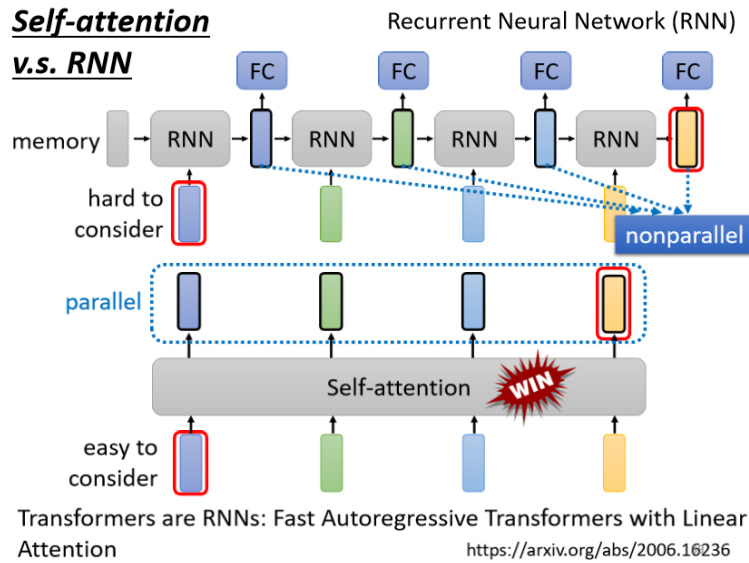 Self-attention
v.s. RNN
Recurrent Neural Network (RNN)
FC
FC
FC
FC
memory
RNN
RNN
RNN
RNN
hard to
consider
nonparallel
parallel
Self-attention
WIN
easy to
consider
Transformers are RNNs: Fast Autoregressive Transformers with Linear
Attention
https://arxiv.org/abs/2006.16236